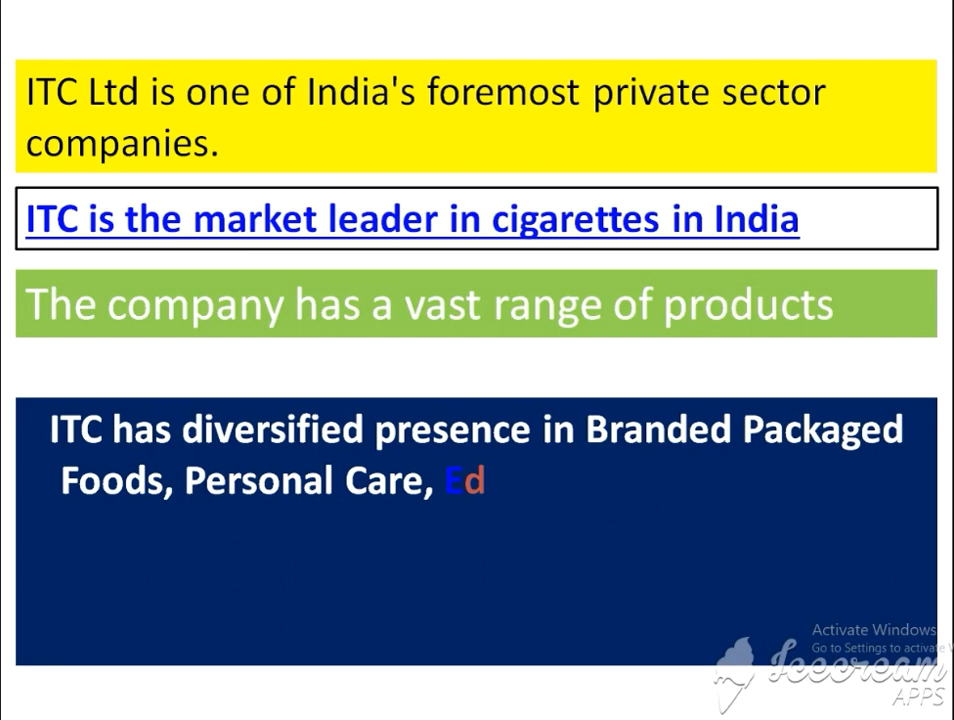 ITC Ltd is one of India's foremost private sector
companies.
ITC is the market leader in cigarettes in India
The company has a vast range of products
ITC has diversified presence in Branded Packaged
Foods, Personal Care, Ed
Activate Windows
Go to Settings to activate W
Icecream
APPS